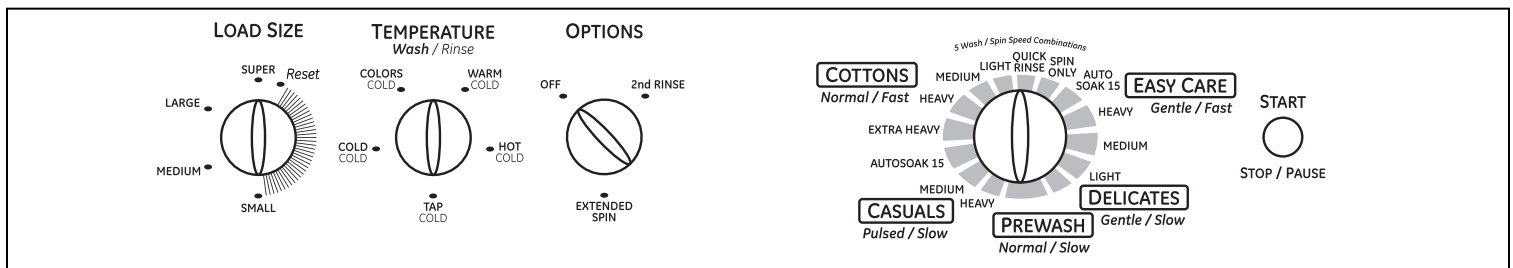 LOAD SIZE
SUPER
Reset
LARGE
MEDIUM
SMALL
TEMPERATURE
Wash / Rinse
COLORS
COLD
WARM
COLD
COLD
COLD
HOT
COLD
TAP
COLD
OPTIONS
OFF
2nd RINSE
EXTENDED
SPIN
5 Wash / Spin Speed Combinations
COTTONS
Normal / Fast
MEDIUM
LIGHT
QUICK
RINSE
SPIN
ONLY
AUTO
SOAK 15
EASY CARE
Gentle / Fast
HEAVY
HEAVY
EXTRA HEAVY
MEDIUM
AUTOSOAK 15
LIGHT
MEDIUM
HEAVY
DELICATES
Gentle / Slow
CASUALS
Pulsed / Slow
PREWASH
Normal / Slow
START
STOP / PAUSE